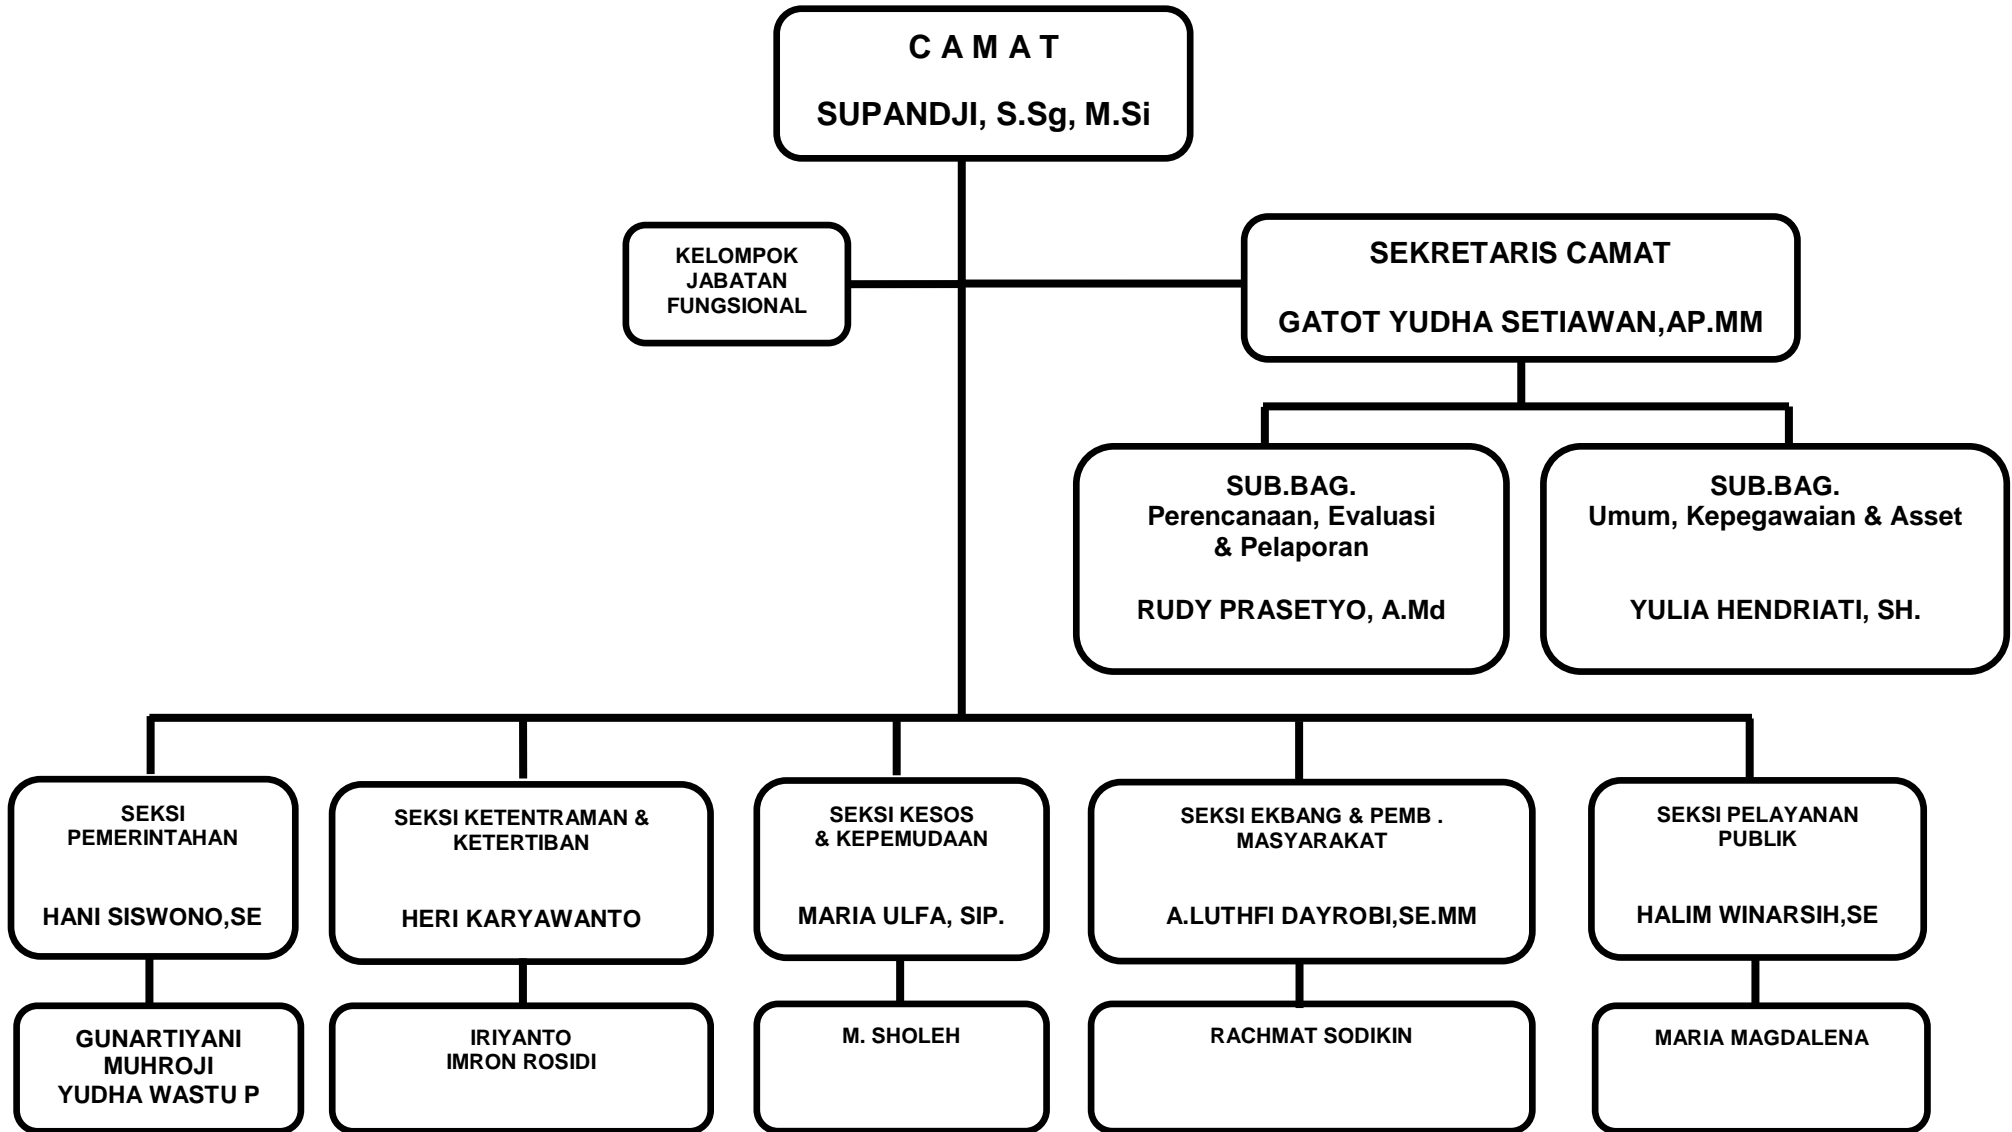 C A M A T
SUPANDJI, S.Sg, M.Si
KELOMPOK
JABATAN
FUNGSIONAL
SEKRETARIS CAMAT
GATOT YUDHA SETIAWAN,AP.MM
SUB.BAG.
Perencanaan, Evaluasi
& Pelaporan
RUDY PRASETYO, A.Md
SUB.BAG.
Umum, Kepegawaian & Asset
YULIA HENDRIATI, SH.
SEKSI
PEMERINTAHAN
HANI SISWONO,SE
SEKSI KETENTRAMAN &
KETERTIBAN
HERI KARYAWANTO
SEKSI KESOS
& KEPEMUDAAN
MARIA ULFA, SIP.
SEKSI EKBANG & PEMB .
MASYARAKAT
A.LUTHFI DAYROBI,SE.MM
SEKSI PELAYANAN
PUBLIK
HALIM WINARSIH,SE
GUNARTIYANI
MUHROJI
YUDHA WASTU P
IRIYANTO
IMRON ROSIDI
M. SHOLEH
RACHMAT SODIKIN
MARIA MAGDALENA